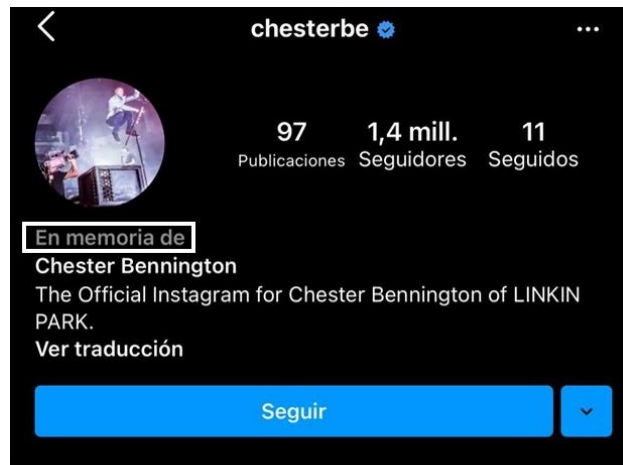 chesterbe
97 1,4 mill. 11
Publicaciones Seguidores Seguidos
En memoria de
Chester Bennington
The Official Instagram for Chester Bennington of LINKIN
PARK.
Ver traducción
Seguir